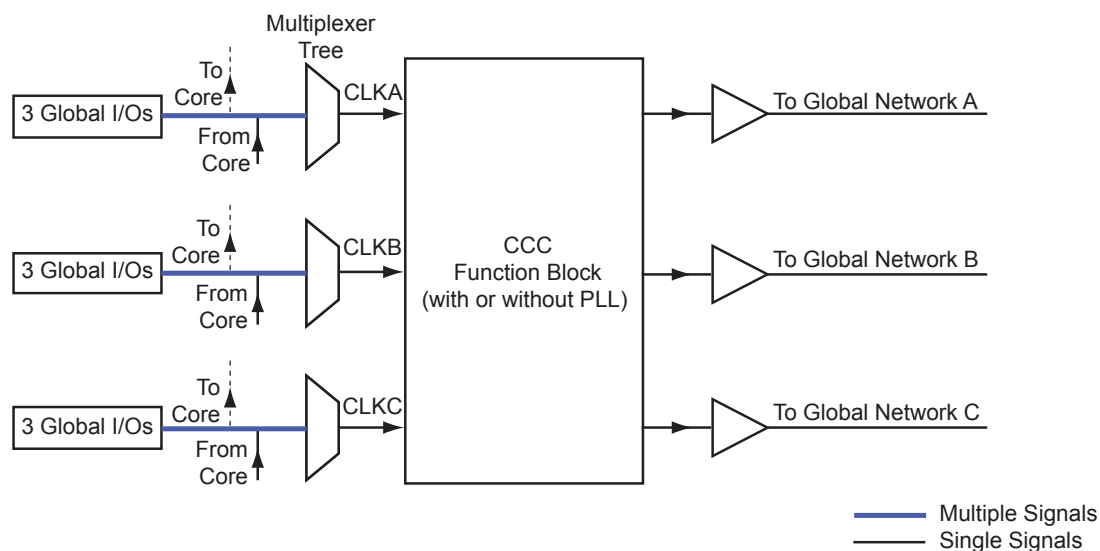 Multiplexer
Tree
To
Core
3 Global I/Os
From
Core
CLKA
To Global Network A
To
Core
3 Global I/Os
From
Core
CLKB
CCC
Function Block
(with or without PLL)
To Global Network B
To
Core
3 Global I/Os
From
Core
CLKC
To Global Network C
Multiple Signals
Single Signals